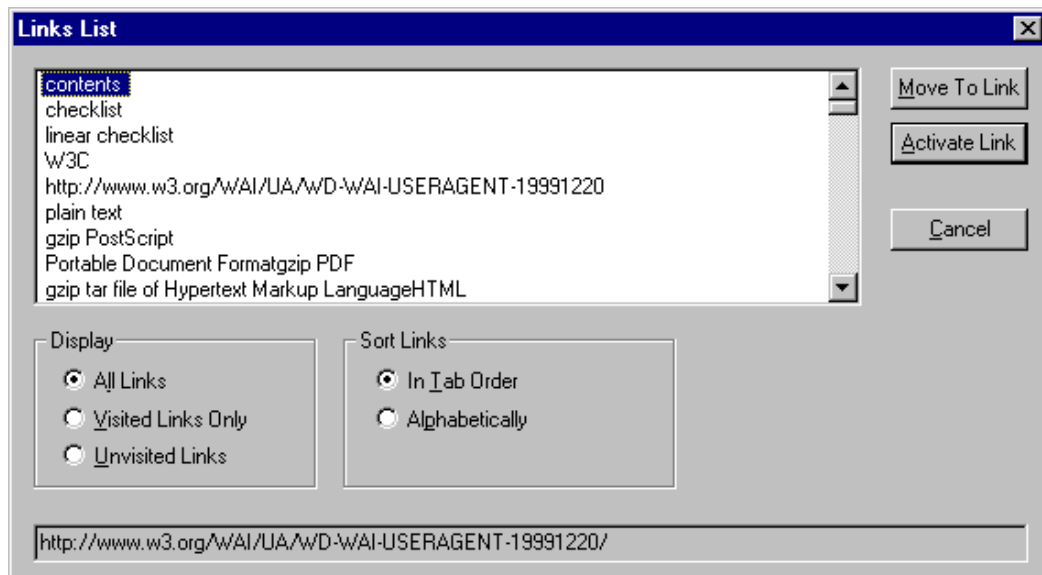 Links List
contents
checklist
linear checklist
W3C
http://www.w3.org/WAI/UA/WD-WAI-USERAGENT-19991220
plain text
gzip PostScript
Portable Document Formatgzip PDF
gzip tar file of Hypertext Markup LanguageHTML
Move To Link
Activate Link
Cancel
Display
All Links
Visited Links Only
Unvisited Links
Sort Links
In Tab Order
Alphabetically
http://www.w3.org/WAI/UA/WD-WAI-USERAGENT-19991220/